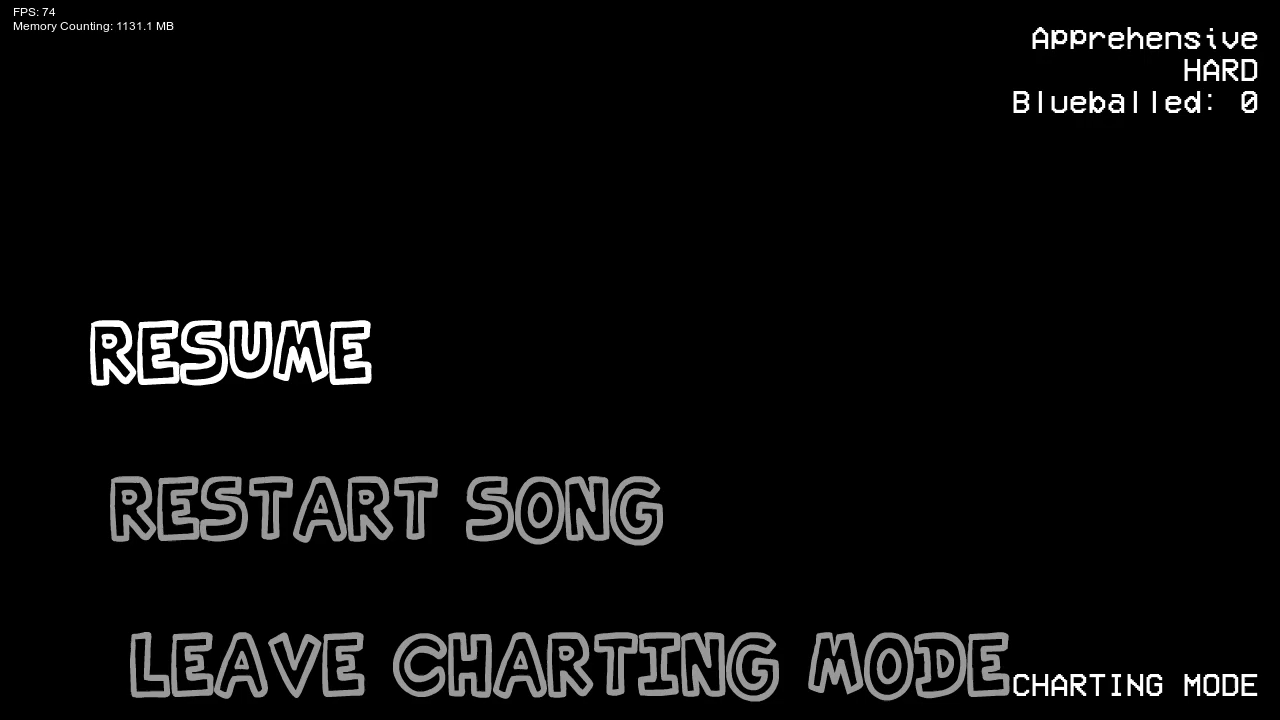 FPS: 74
Memory Counting: 1131.1 MB
Apprehensive
HARD
Blueballed: 0
RESUME
RESTART SONG
LEAVE CHARTING MODE
CHARTING MODE